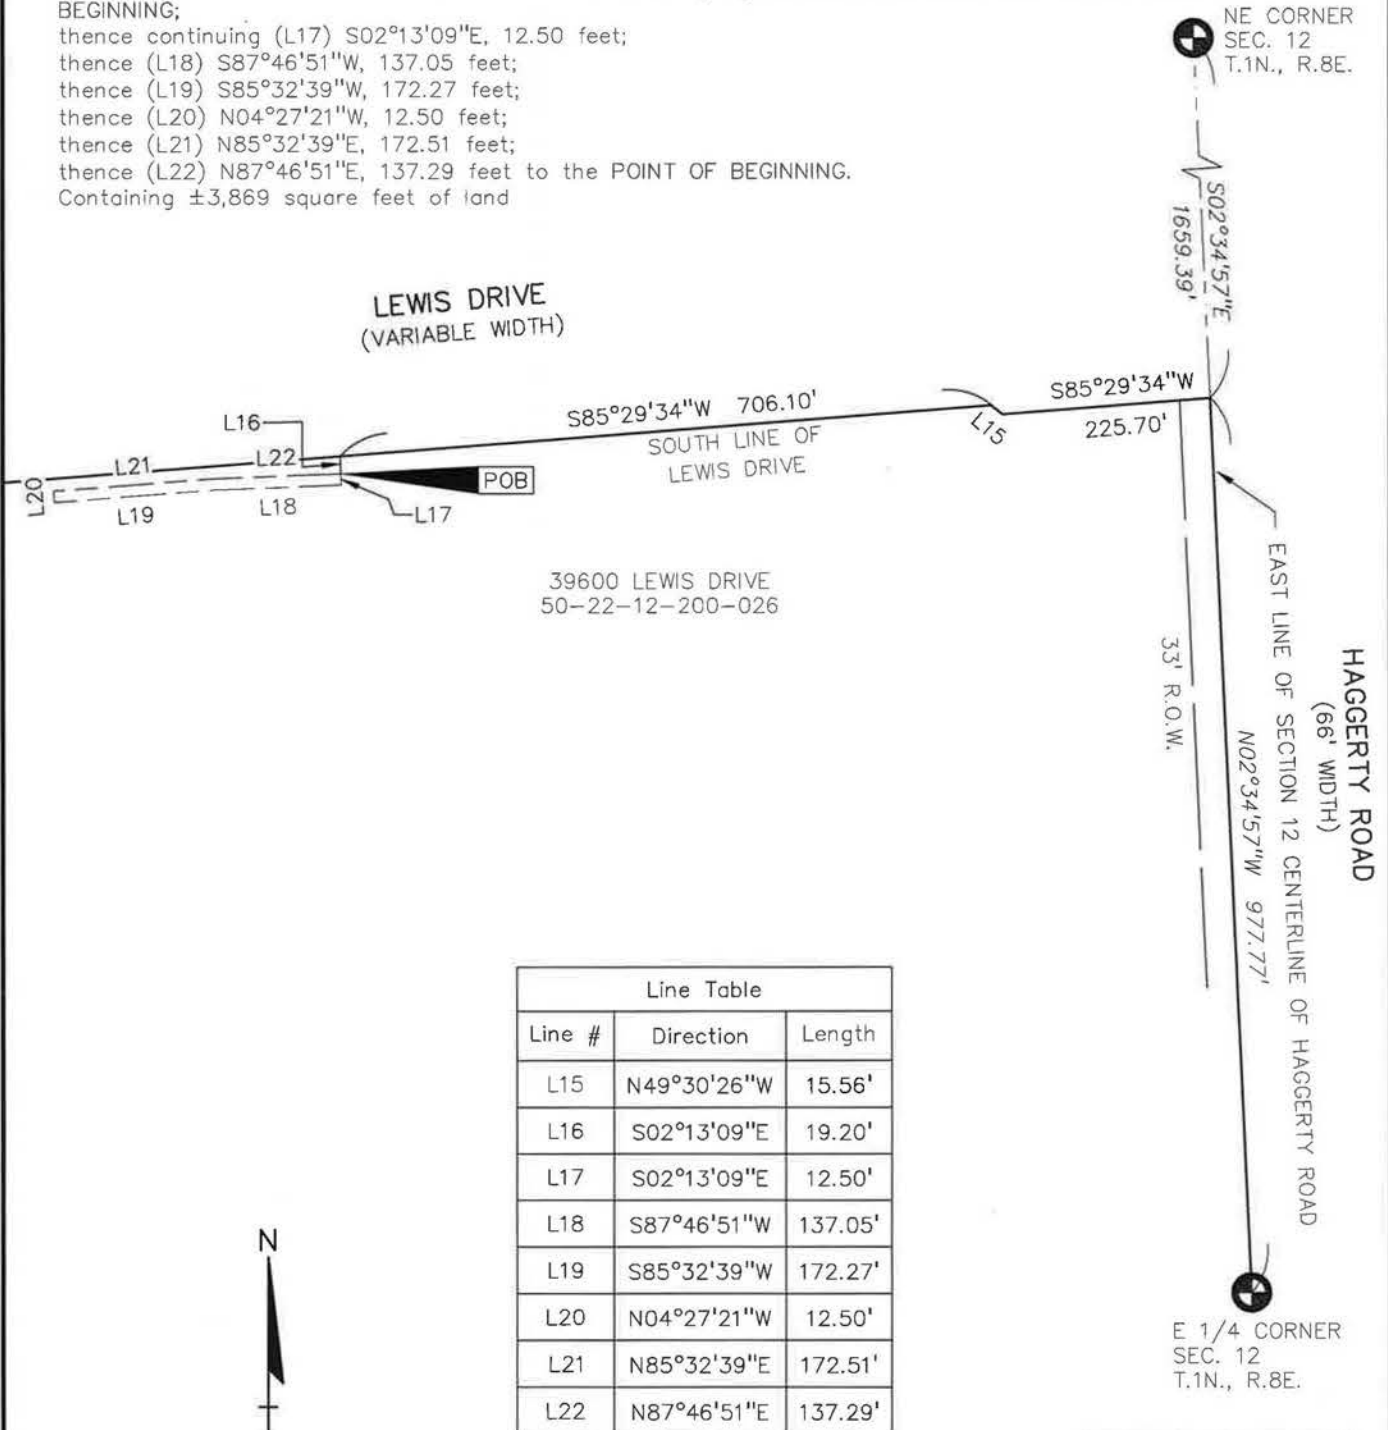 BEGINNING;
thence continuing (L17) S02°13'09"E, 12.50 feet;
thence (L18) S87°46'51"W, 137.05 feet;
thence (L19) S85°32'39"W, 172.27 feet;
thence (L20) N04°27'21"W, 12.50 feet;
thence (L21) N85°32'39"E, 172.51 feet;
thence (L22) N87°46'51"E, 137.29 feet to the POINT OF BEGINNING.
Containing ±3,869 square feet of land
NE CORNER
SEC. 12
T.1N., R.8E.
S02°34'57"E
1659.39'
LEWIS DRIVE
(VARIABLE WIDTH)
S85°29'34"W 706.10'
SOUTH LINE OF
LEWIS DRIVE
L15
S85°29'34"W
225.70'
L16
L22
L21
L20
L19
L18
L17
POB
39600 LEWIS DRIVE
50-22-12-200-026
33' R.O.W.
EAST LINE OF SECTION 12 CENTERLINE OF HAGGERTY ROAD
N02°34'57"W 977.77'
HAGGERTY ROAD
(66' WIDTH)
Line Table
Line # Direction Length
L15 N49°30'26"W 15.56'
L16 S02°13'09"E 19.20'
L17 S02°13'09"E 12.50'
L18 S87°46'51"W 137.05'
L19 S85°32'39"W 172.27'
L20 N04°27'21"W 12.50'
L21 N85°32'39"E 172.51'
L22 N87°46'51"E 137.29'
N
E 1/4 CORNER
SEC. 12
T.1N., R.8E.